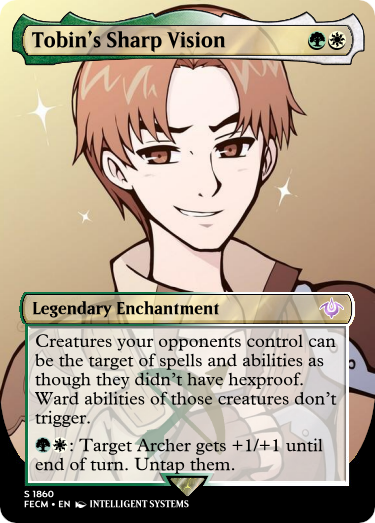 Tobin's Sharp Vision
Legendary Enchantment
Creatures your opponents control can
be the target of spells and abilities as
though they didn't have hexproof.
Ward abilities of those creatures don't
trigger.
: Target Archer gets +1/+1 until
end of turn. Untap them.
S 1860
FECM • EN INTELLIGENT SYSTEMS